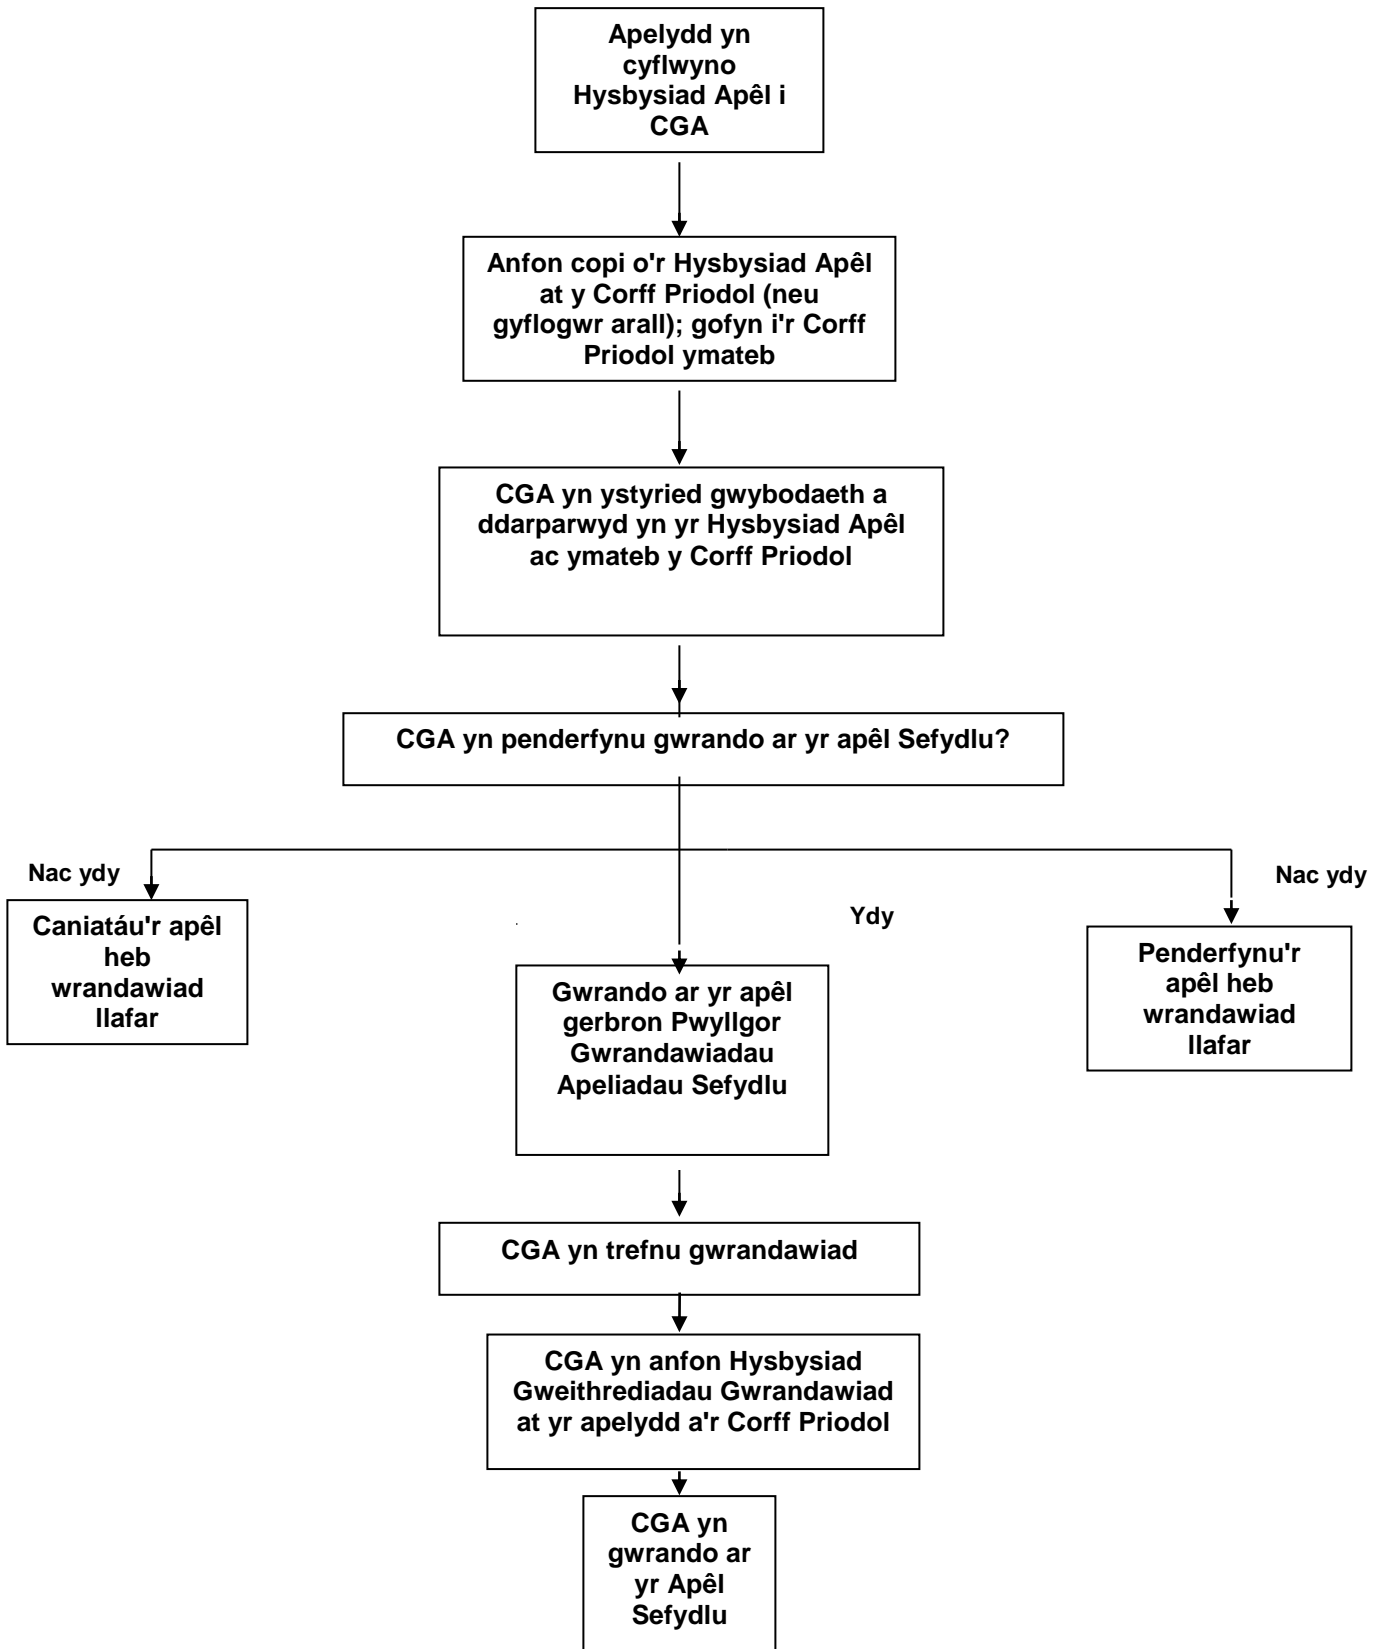 Apelydd yn
cyflwyno
Hysbysiad Apêl i
CGA
Anfon copi o'r Hysbysiad Apêl
at y Corff Priodol (neu
gyflogwr arall); gofyn i'r Corff
Priodol ymateb
CGA yn ystyried gwybodaeth a
ddarparwyd yn yr Hysbysiad Apêl
ac ymateb y Corff Priodol
CGA yn penderfynu gwrando ar yr apêl Sefydlu?
Nac ydy
Caniatáu'r apêl
heb
wrandawiad
llafar
Ydy
Gwrando ar yr apêl
gerbron Pwyllgor
Gwrandawiadau
Apeliadau Sefydlu
Nac ydy
Penderfynu'r
apêl heb
wrandawiad
llafar
CGA yn trefnu gwrandawiad
CGA yn anfon Hysbysiad
Gweithrediadau Gwrandawiad
at yr apelydd a'r Corff Priodol
CGA yn
gwrando ar
yr Apêl
Sefydlu